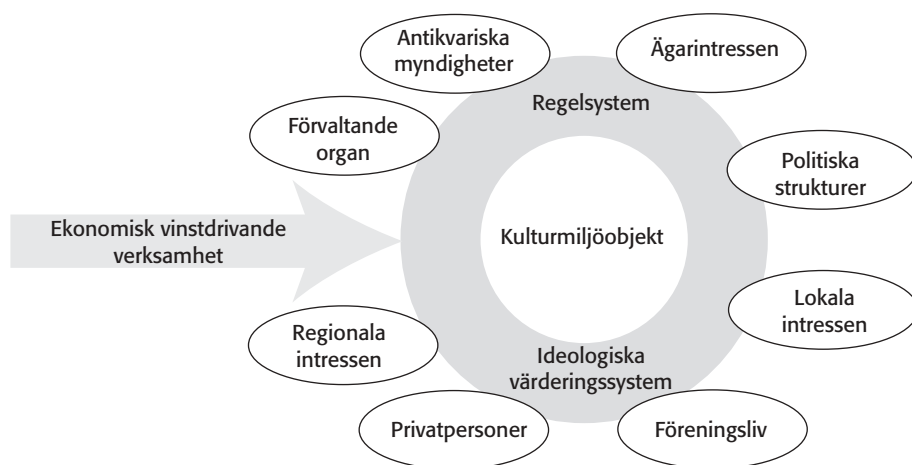 Antikvariska
myndigheter
Ägarintressen
Regelsystem
Förvaltande
organ
Politiska
strukturer
Ekonomisk vinstdrivande
verksamhet
Kulturmiljöobjekt
Lokala
intressen
Regionala
intressen
Ideologiska
värderingssystem
Privatpersoner
Föreningsliv